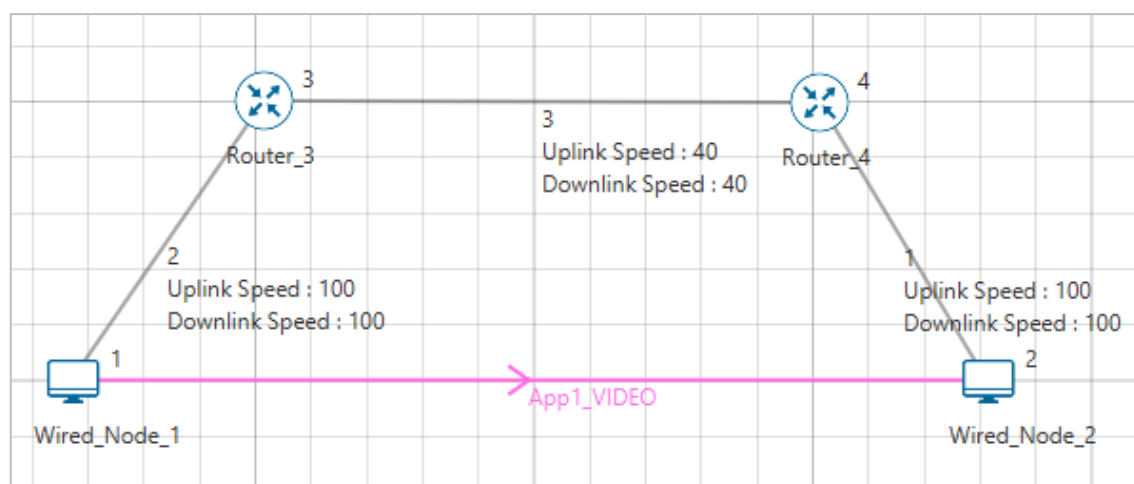 3
Router_3
4
Router_4
3
Uplink Speed : 40
Downlink Speed : 40
2
Uplink Speed : 100
Downlink Speed : 100
1
Uplink Speed : 100
Downlink Speed : 100
1
Wired_Node_1
App1_VIDEO
2
Wired_Node_2